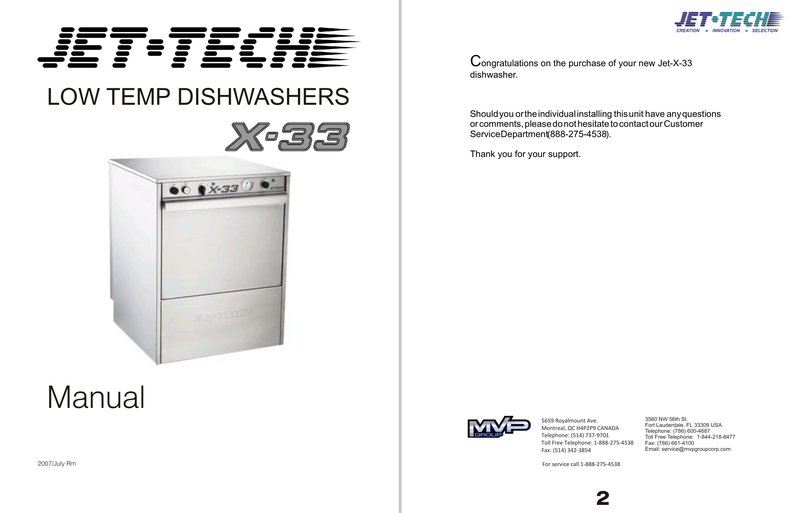 JET-TECH
LOW TEMP DISHWASHERS
X-33
X-33
JET-TECH
Manual
2007/July Rm
JET-TECH
CREATION • INNOVATION • SELECTION
Congratulations on the purchase of your new Jet-X-33
dishwasher.
Should you or the individual installing this unit have any questions
or comments, please do not hesitate to contact our Customer
Service Department(888-275-4538).
Thank you for your support.
MVP
GROUP
5659 Royalmount Ave.
Montreal, QC H4P2P9 CANADA
Telephone: (514) 737-9701
Toll Free Telephone: 1-888-275-4538
Fax: (514) 342-3854
For service call 1-888-275-4538
3560 NW 56th St.
Fort Lauderdale, FL 33309 USA
Telephone: (786) 600-4687
Toll Free Telephone: 1-844-218-8477
Fax: (786) 661-4100
Email: service@mvpgroupcorp.com
2